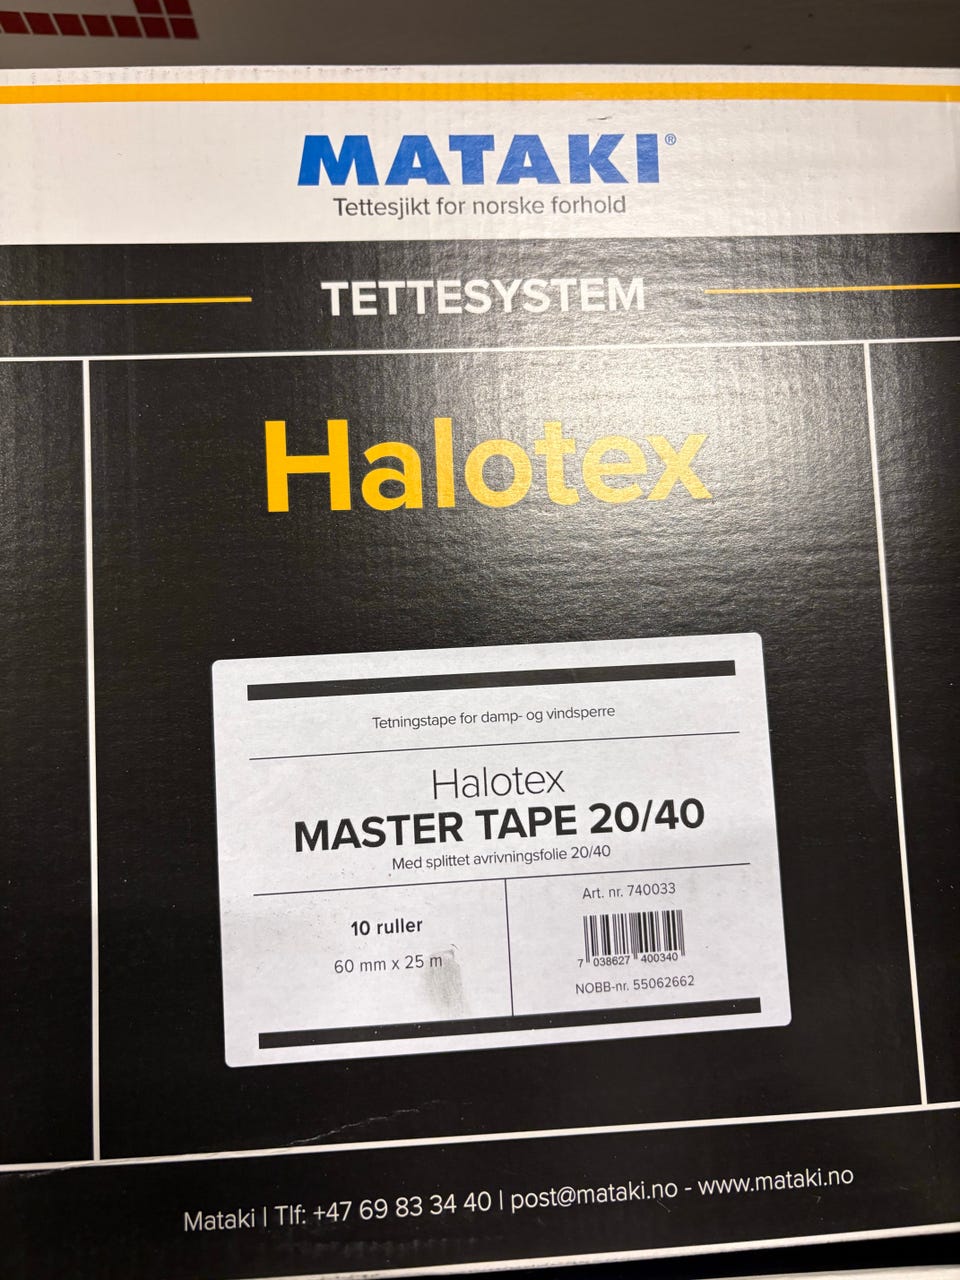 MATAKI®
Tettesjikt for norske forhold
TETTESYSTEM
Halotex
Tetningstape for damp- og vindsperre
Halotex
MASTER TAPE 20/40
Med splittet avrivningsfolie 20/40
10 ruller
60 mm x 25 m
Art. nr. 740033
7 038627 400340
NOBB-nr. 55062662
Mataki | Tlf: +47 69 83 34 40 | post@mataki.no - www.mataki.no